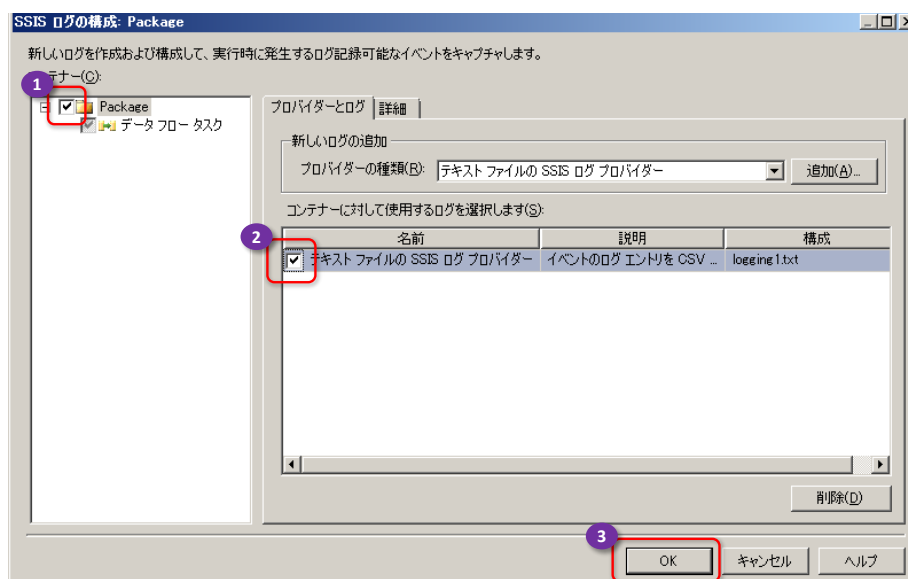 SSIS ログの構成: Package
新しいログを作成および構成して、実行時に発生するログ記録可能なイベントをキャプチャします。
テナー(C):
1
Package
データ フロー タスク
プロバイダーとログ 詳細
新しいログの追加
プロバイダーの種類(R): テキスト ファイルの SSIS ログ プロバイダー 追加(A)...
コンテナーに対して使用するログを選択します(S):
2
名前 説明 構成
テキスト ファイルの SSIS ログ プロバイダー イベントのログ エントリを CSV ... logging1.txt
削除(D)
3
OK キャンセル ヘルプ